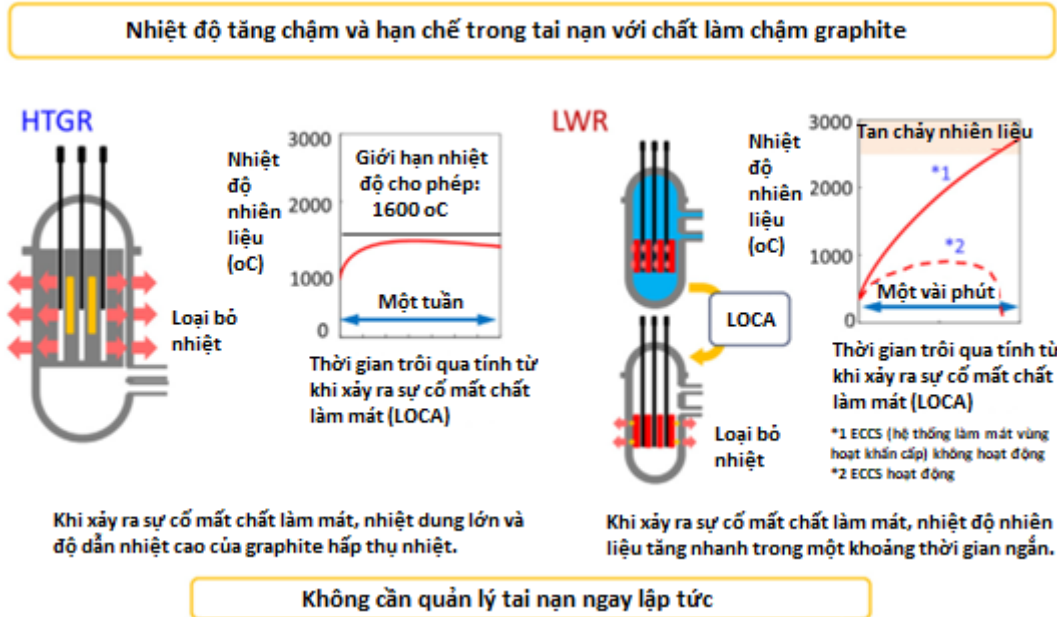 Nhiệt độ tăng chậm và hạn chế trong tai nạn với chất làm chậm graphite
HTGR
Nhiệt
độ
nhiên
liệu
(oC)
3000
2000
1000
0
Giới hạn nhiệt
độ cho phép:
1600 oC
Một tuần
Loại bỏ
nhiệt
Thời gian trôi qua tính từ
khi xảy ra sự cố mất chất
làm mát (LOCA)
Khi xảy ra sự cố mất chất làm mát, nhiệt dung lớn và
độ dẫn nhiệt cao của graphite hấp thụ nhiệt.
LWR
Nhiệt
độ
nhiên
liệu
(oC)
3000
2000
1000
0
Tan chảy nhiên liệu
*1
*2
Một vài phút
LOCA
Loại bỏ
nhiệt
Thời gian trôi qua tính từ
khi xảy ra sự cố mất chất
làm mát (LOCA)
*1 ECCS (hệ thống làm mát vùng
hoạt khẩn cấp) không hoạt động
*2 ECCS hoạt động
Khi xảy ra sự cố mất chất làm mát, nhiệt độ nhiên
liệu tăng nhanh trong một khoảng thời gian ngắn.
Không cần quản lý tai nạn ngay lập tức